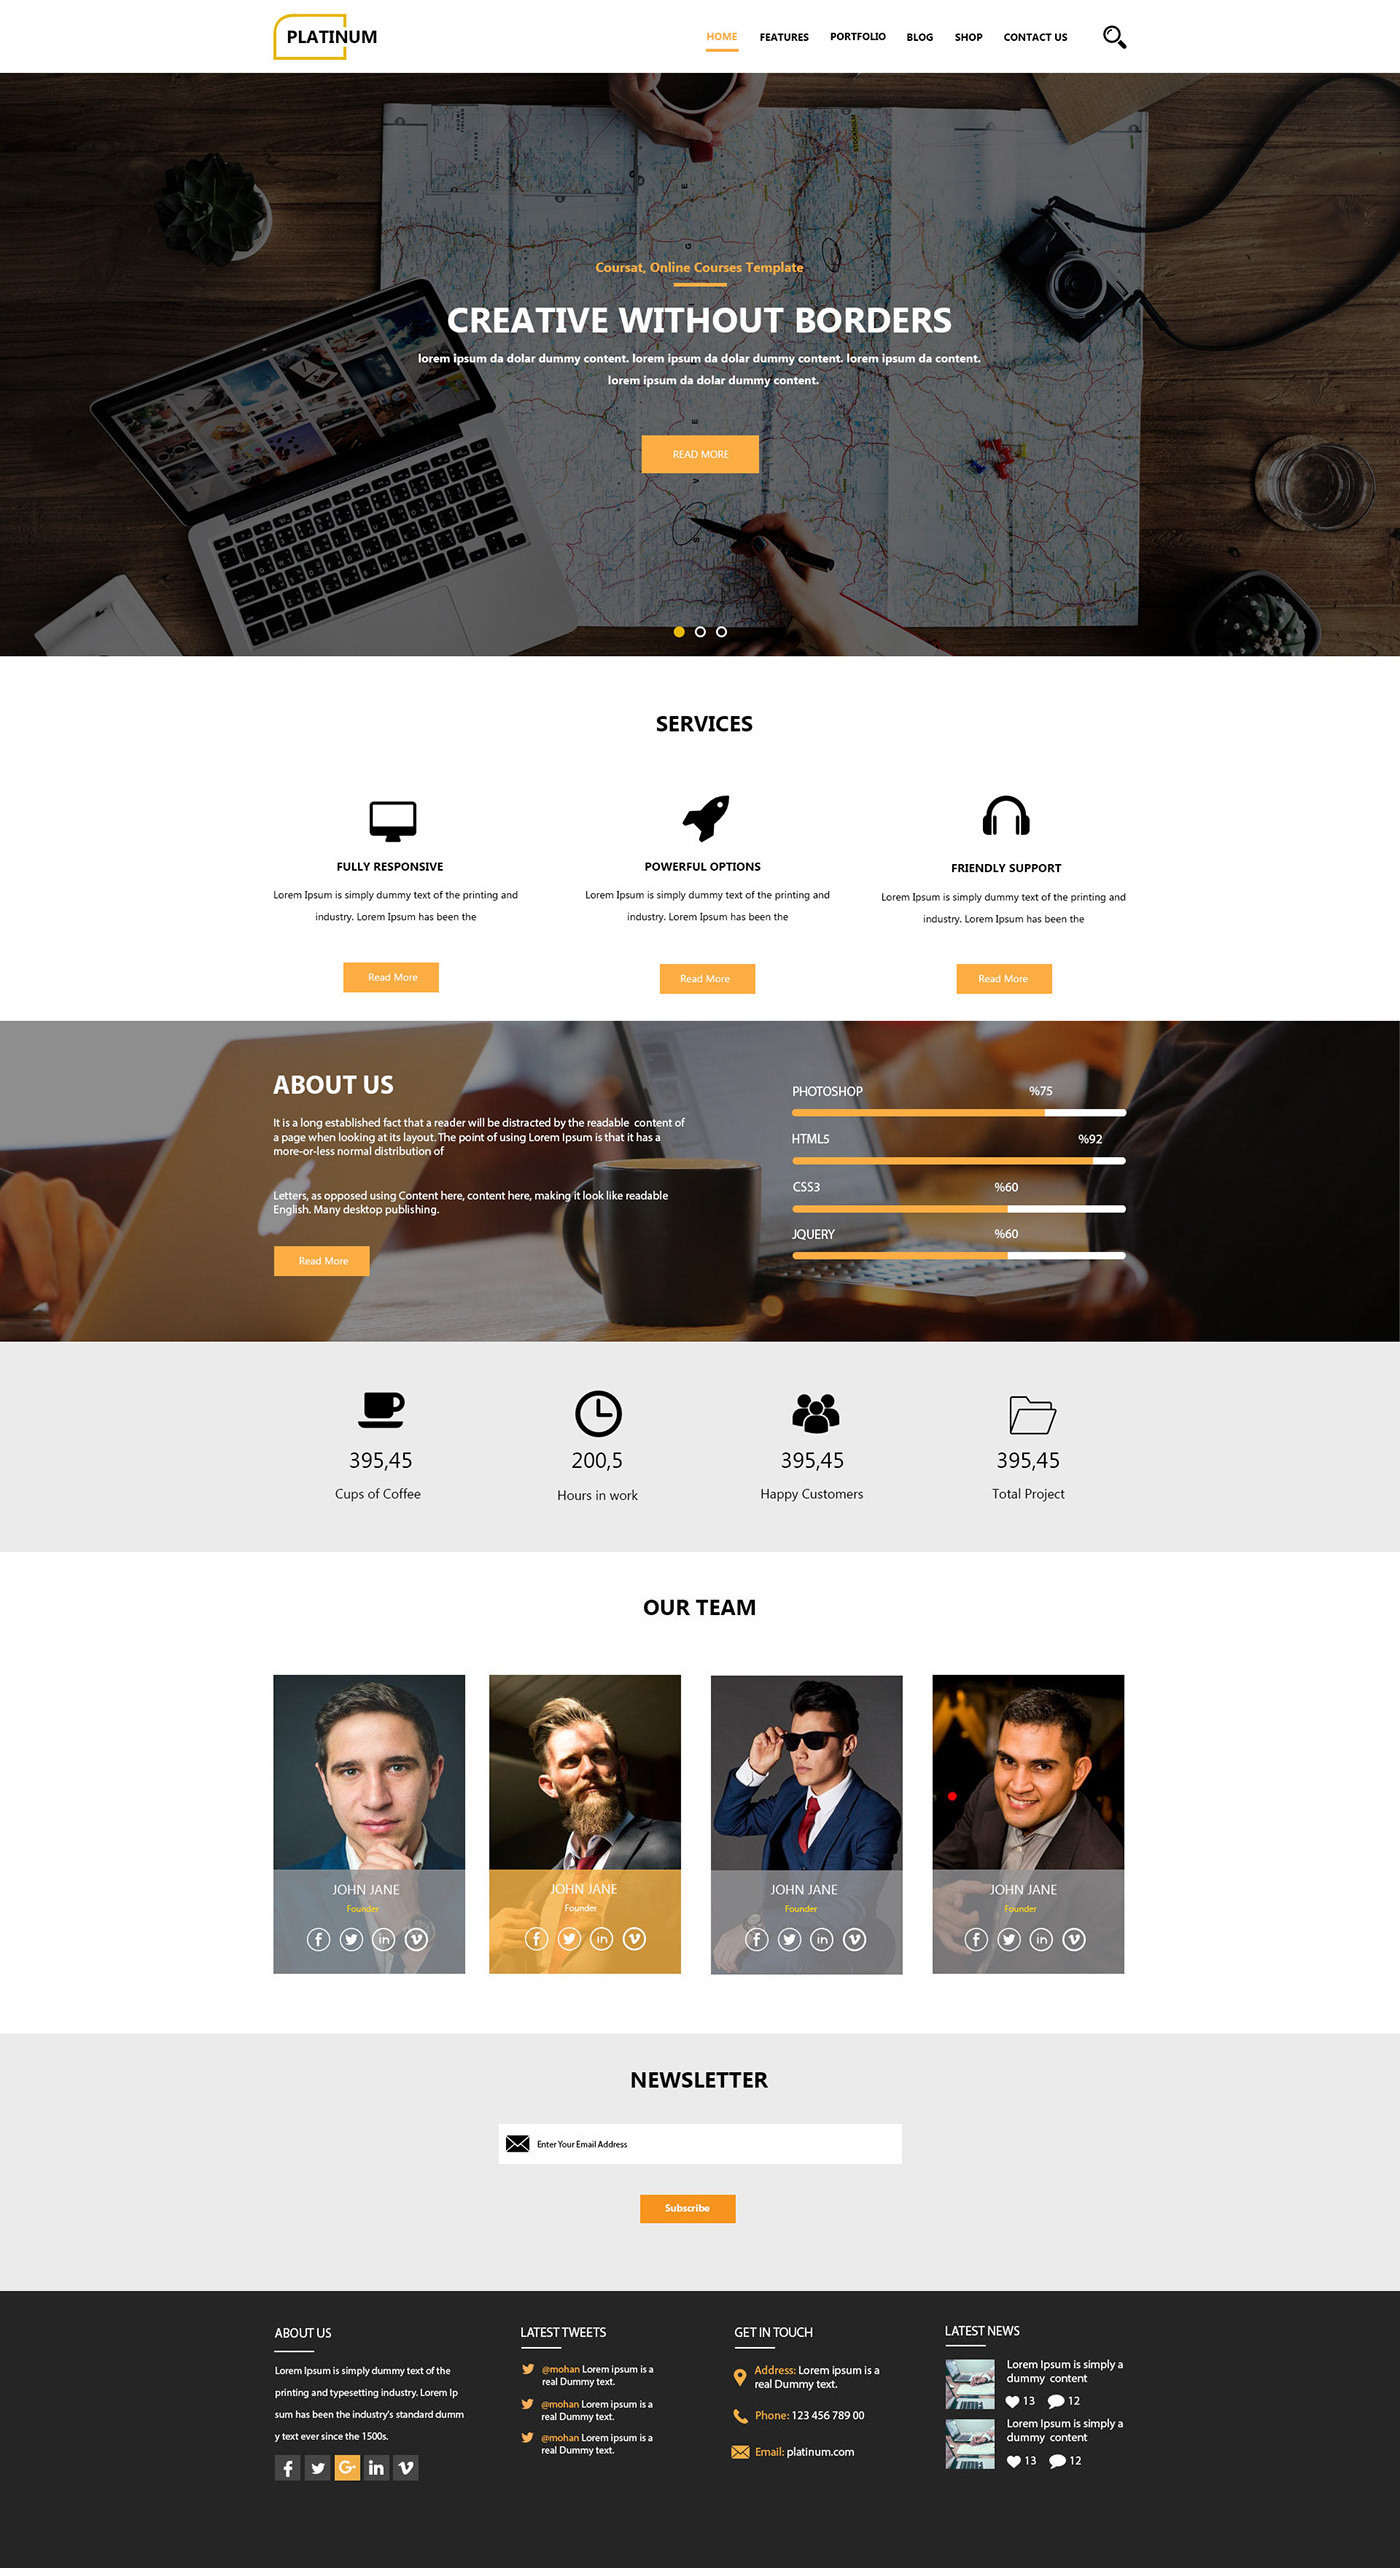 PLATINUM
HOME FEATURES PORTFOLIO BLOG SHOP CONTACT US
STOCKHOLM
Coursat, Online Courses Template
CREATIVE WITHOUT BORDERS
lorem ipsum da dolar dummy content. lorem ipsum da dolar dummy content. lorem ipsum da content.
lorem ipsum da dolar dummy content.
READ MORE
SERVICES
FULLY RESPONSIVE
Lorem Ipsum is simply dummy text of the printing and
industry. Lorem Ipsum has been the
Read More
POWERFUL OPTIONS
Lorem Ipsum is simply dummy text of the printing and
industry. Lorem Ipsum has been the
Read More
FRIENDLY SUPPORT
Lorem Ipsum is simply dummy text of the printing and
industry. Lorem Ipsum has been the
Read More
ABOUT US
It is a long established fact that a reader will be distracted by the readable content of
a page when looking at its layout. The point of using Lorem Ipsum is that it has a
more-or-less normal distribution of
Letters, as opposed using Content here, content here, making it look like readable
English. Many desktop publishing.
Read More
PHOTOSHOP %75
HTML5 %92
CSS3 %60
JQUERY %60
395,45
Cups of Coffee
200,5
Hours in work
395,45
Happy Customers
395,45
Total Project
OUR TEAM
JOHN JANE
Founder
JOHN JANE
Founder
JOHN JANE
Founder
JOHN JANE
Founder
NEWSLETTER
Enter Your Email Address
Subscribe
ABOUT US
Lorem Ipsum is simply dummy text of the
printing and typesetting industry. Lorem Ip
sum has been the industry's standard dumm
y text ever since the 1500s.
LATEST TWEETS
@mohan Lorem ipsum is a
real Dummy text.
@mohan Lorem ipsum is a
real Dummy text.
@mohan Lorem ipsum is a
real Dummy text.
GET IN TOUCH
Address: Lorem ipsum is a
real Dummy text.
Phone: 123 456 789 00
Email: platinum.com
LATEST NEWS
Lorem Ipsum is simply a
dummy content
13 12
Lorem Ipsum is simply a
dummy content
13 12